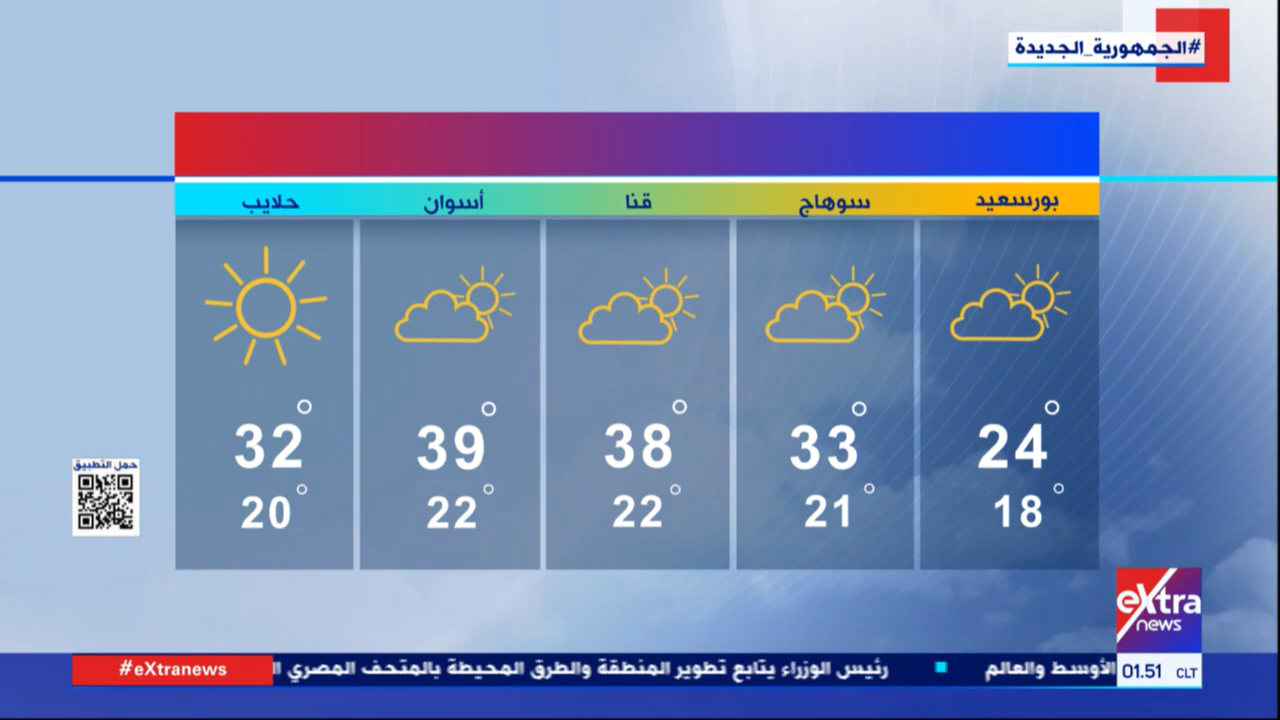 #الجمهورية_الجديدة
بورسعيد سوهاج قنا أسوان حلايب
24° 33° 38° 39° 32°
18° 21° 22° 22° 20°
حمل التطبيق
eXtra
news
الأوسط والعالم ■ رئيس الوزراء يتابع تطوير المنطقة والطرق المحيطة بالمتحف المصري
#eXtranews
01.51 CLT